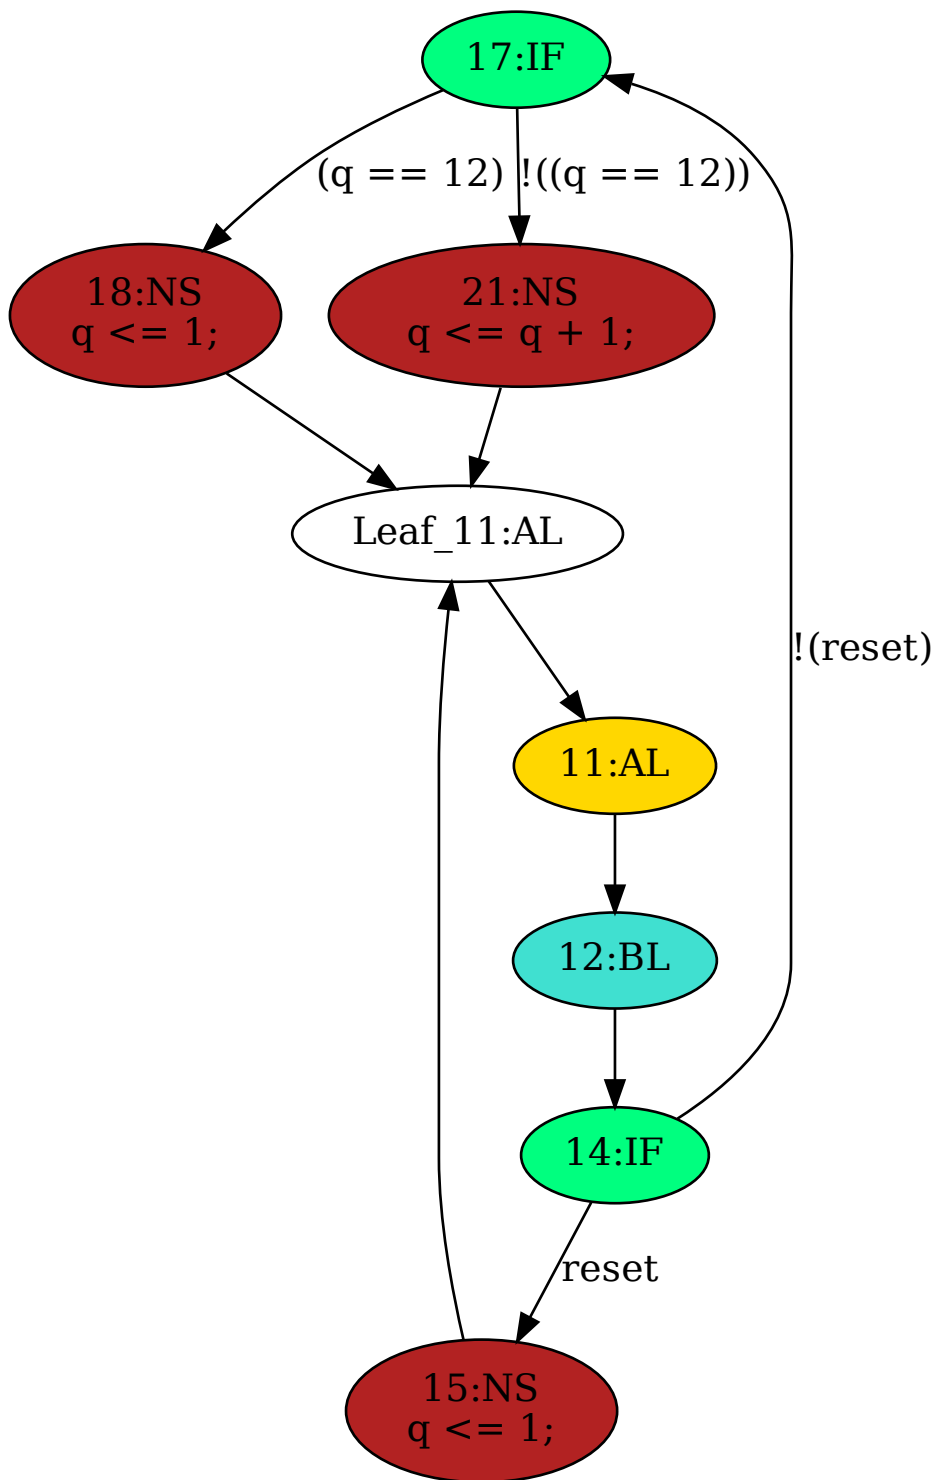 17:IF
(q == 12)
!((q == 12))
18:NS
q <= 1;
21:NS
q <= q + 1;
Leaf_11:AL
!(reset)
11:AL
12:BL
14:IF
reset
15:NS
q <= 1;